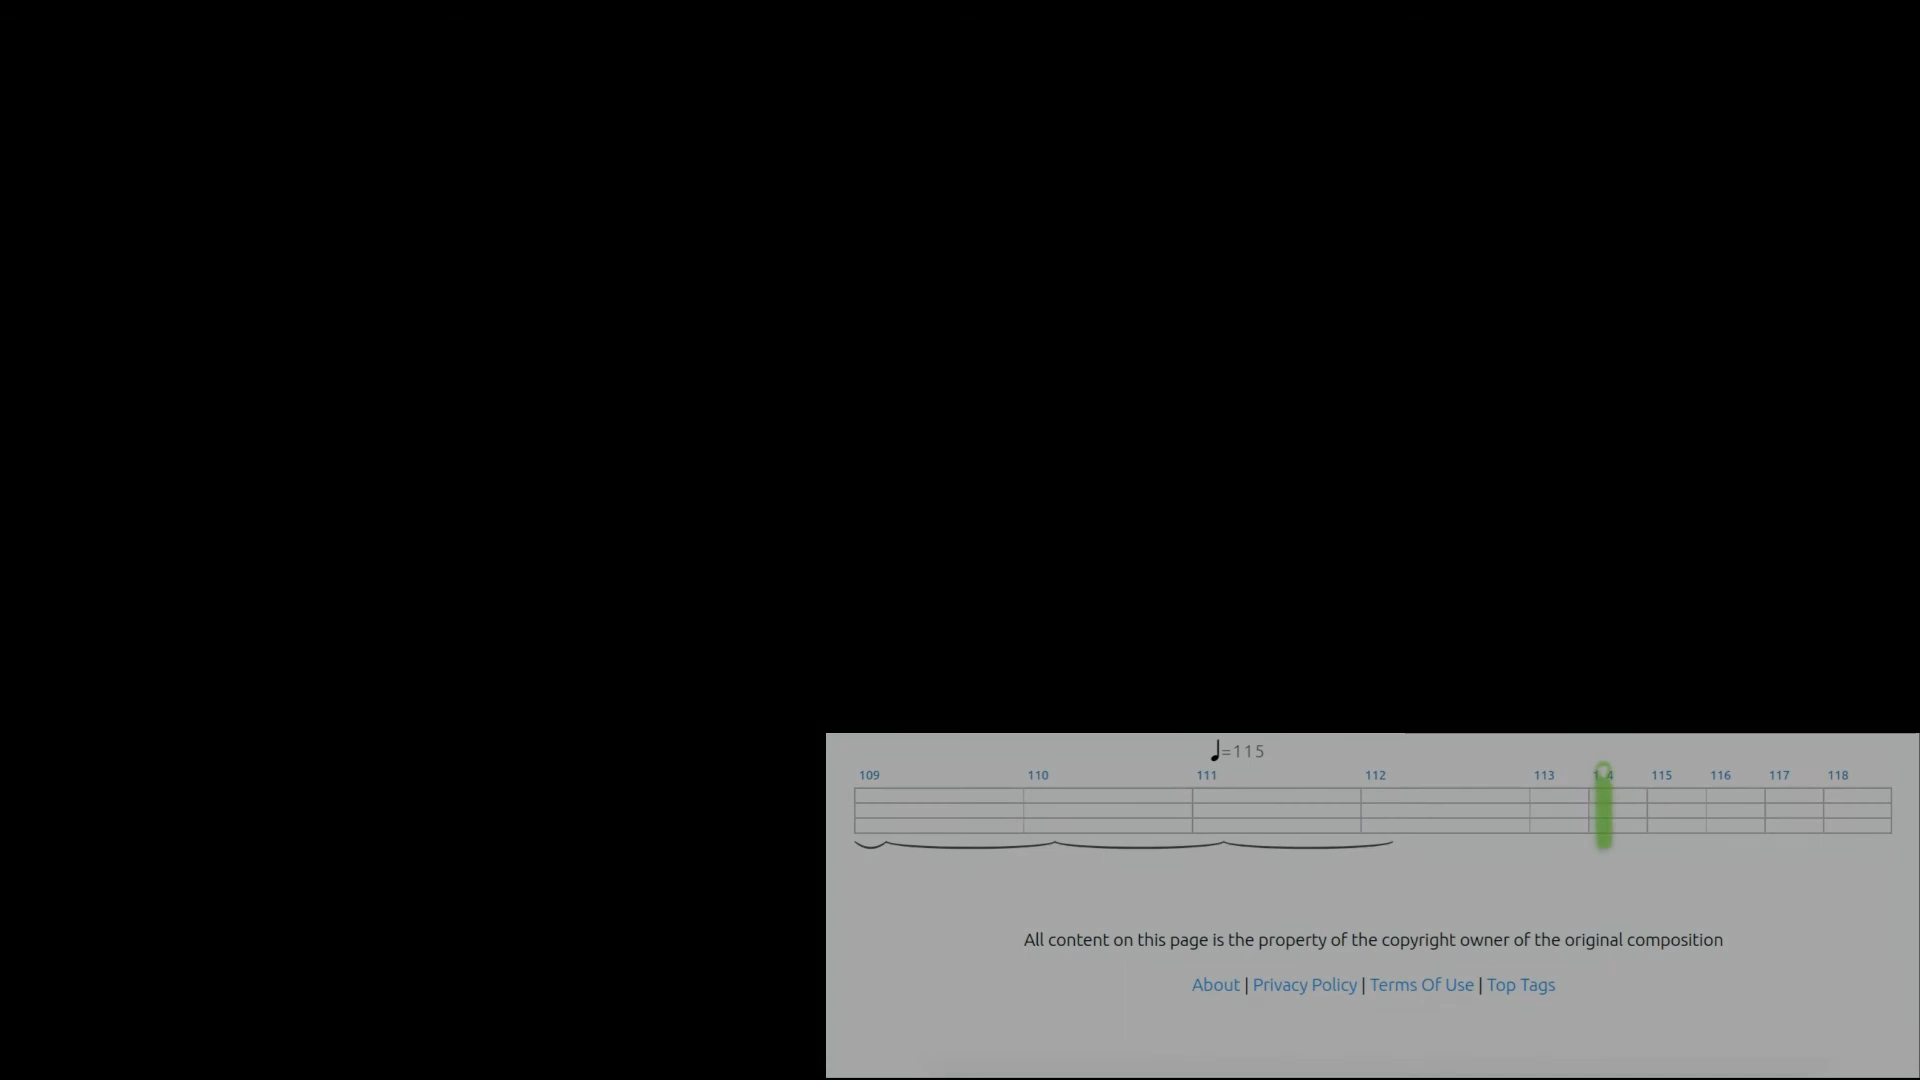 =115
109 110 111 112 113 115 116 117 118
All content on this page is the property of the copyright owner of the original composition
About | Privacy Policy | Terms Of Use | Top Tags